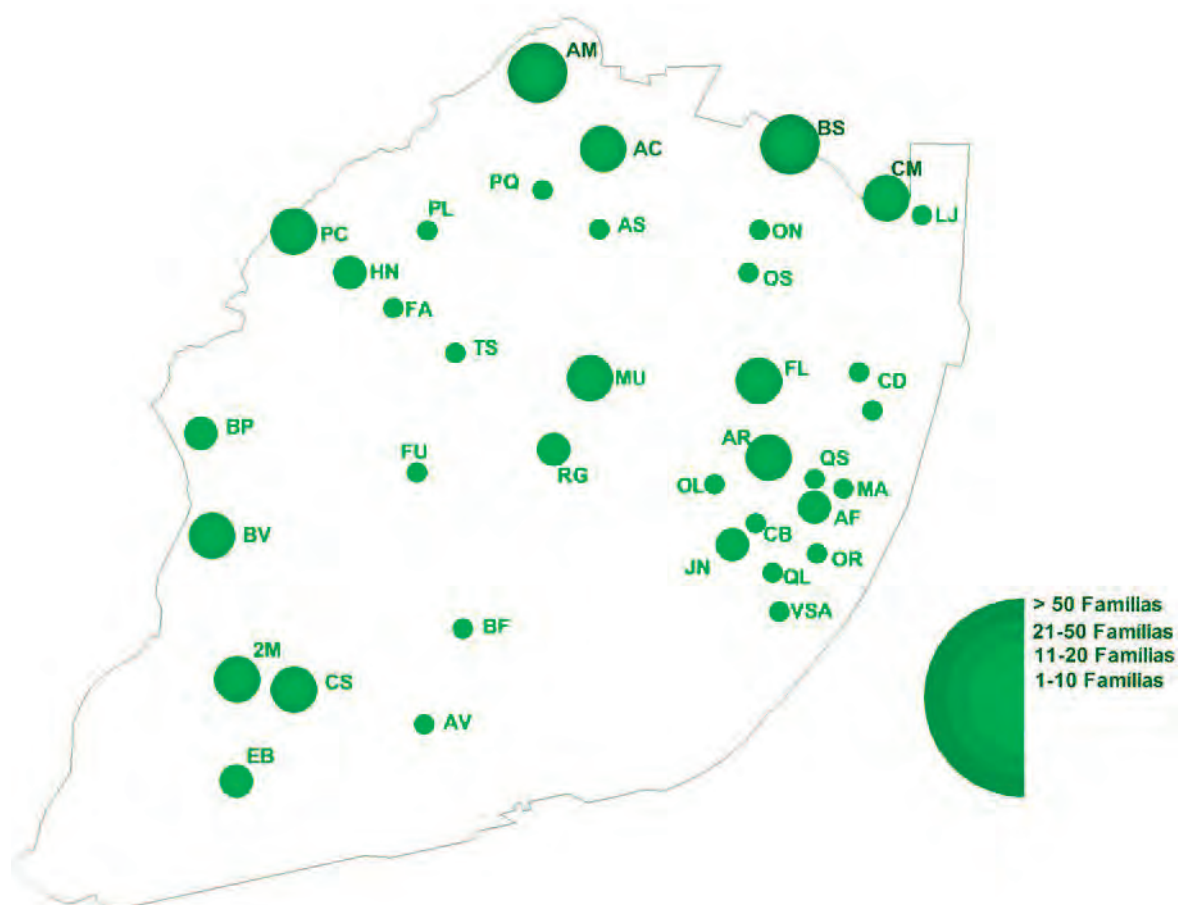 AM
BS
AC
CM
PQ
LJ
PL
AS
ON
PC
HN
QS
FA
TS
MU
FL
CD
BP
AR
FU
RG
QS
OL
MA
AF
BV
CB
JN
OR
QL
VSA
BF
2M
CS
AV
EB
> 50 Famílias
21-50 Famílias
11-20 Famílias
1-10 Famílias